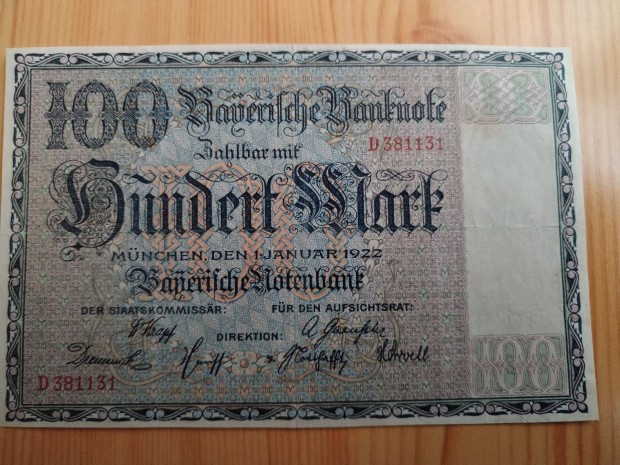 100 Bayerische Banknote
Zahlbar mit D 381131
Hundert Mark
MÜNCHEN, DEN 1. JANUAR 1922
Bayerische Notenbank
DER STAATSKOMMISSÄR: FÜR DEN AUFSICHTSRAT:
DIREKTION:
D 381131
100